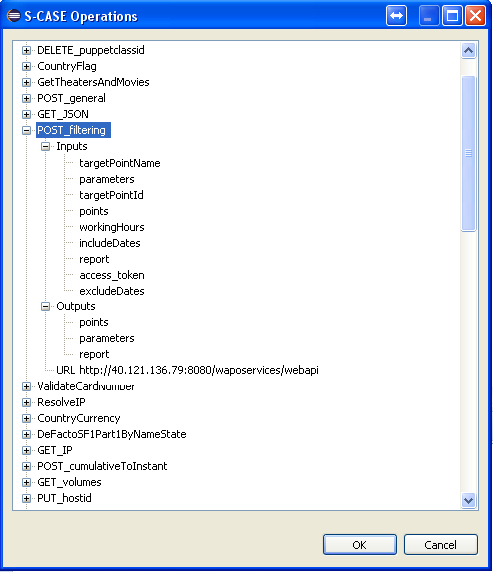 S-CASE Operations
DELETE_puppetclassid
CountryFlag
GetTheatersAndMovies
POST_general
GET_JSON
POST_filtering
Inputs
targetPointName
parameters
targetPointId
points
workingHours
includeDates
report
access_token
excludeDates
Outputs
points
parameters
report
URL http://40.121.136.79:8080/waposervices/webapi
ValidateCardNumber
ResolveIP
CountryCurrency
DeFactoSF1Part1ByNameState
GET_IP
POST_cumulativeToInstant
GET_volumes
PUT_hostid
OK Cancel